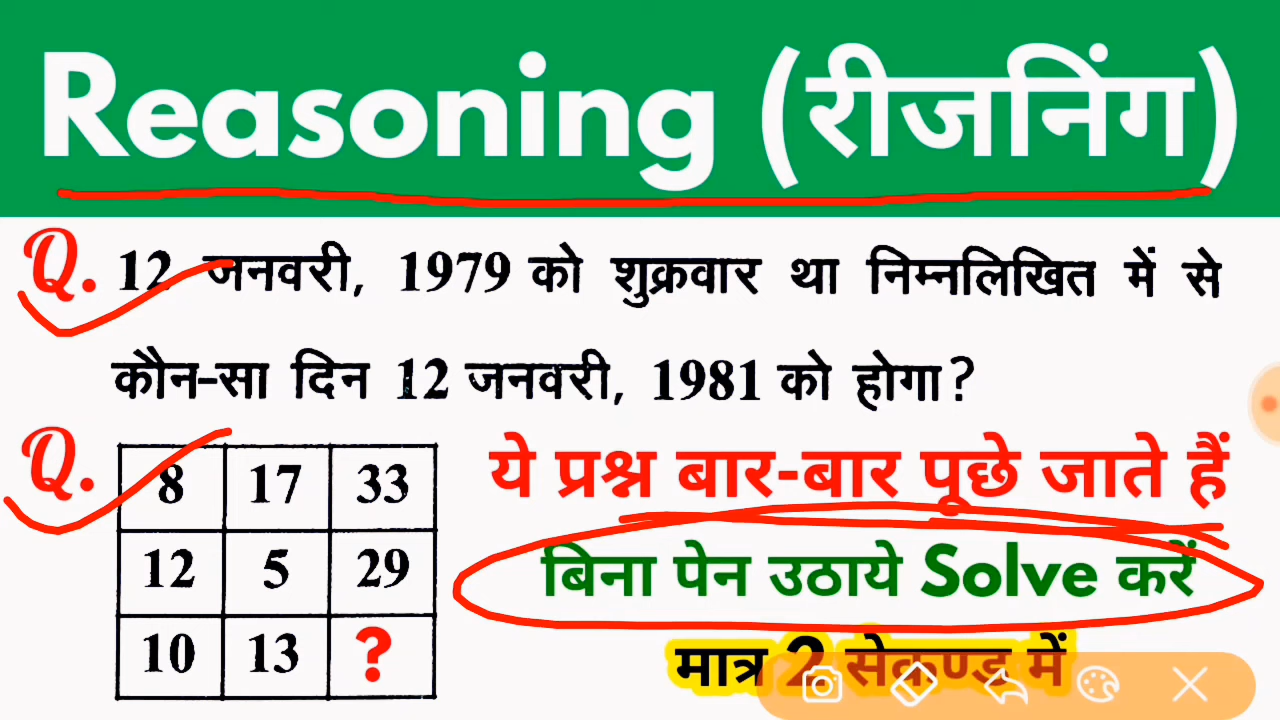 Reasoning (रीजनिंग)
Q. 12 जनवरी, 1979 को शुक्रवार था निम्नलिखित में से
कौन-सा दिन 12 जनवरी, 1981 को होगा?
Q.
8 17 33
12 5 29
10 13 ?
ये प्रश्न बार-बार पूछे जाते हैं
बिना पेन उठाये Solve करें
मात्र 2 सेकण्ड में